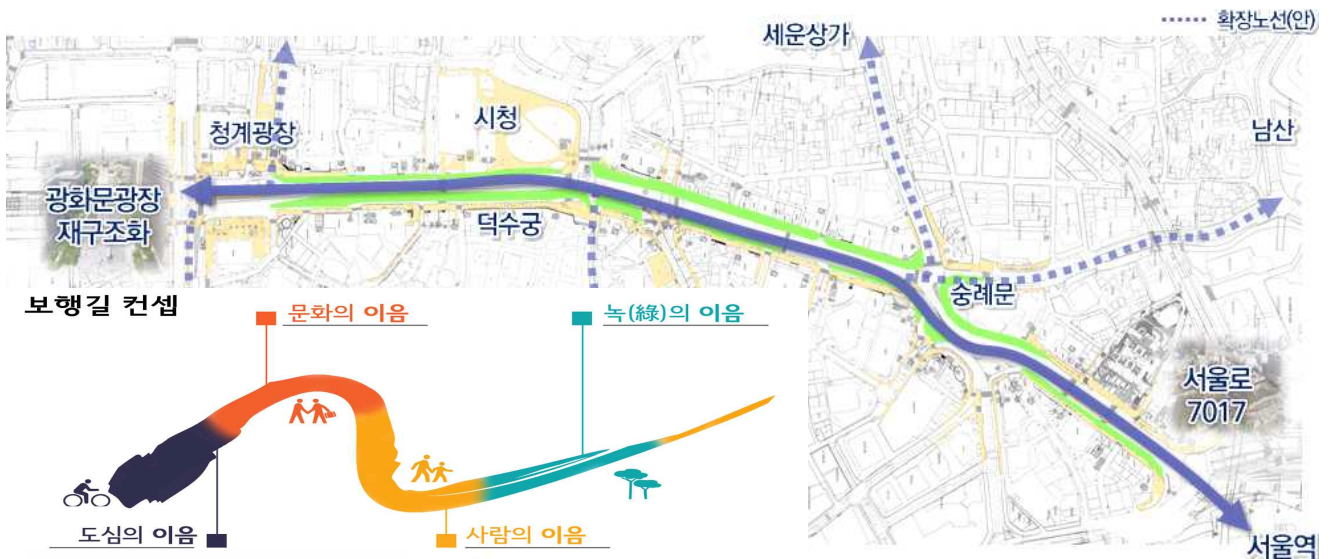 확장노선(안)
세운상가
남산
시청
청계광장
광화문광장
재구조화
덕수궁
숭례문
서울로
7017
서울역
보행길 컨셉
문화의 이음
녹(綠)의 이음
도심의 이음
사람의 이음